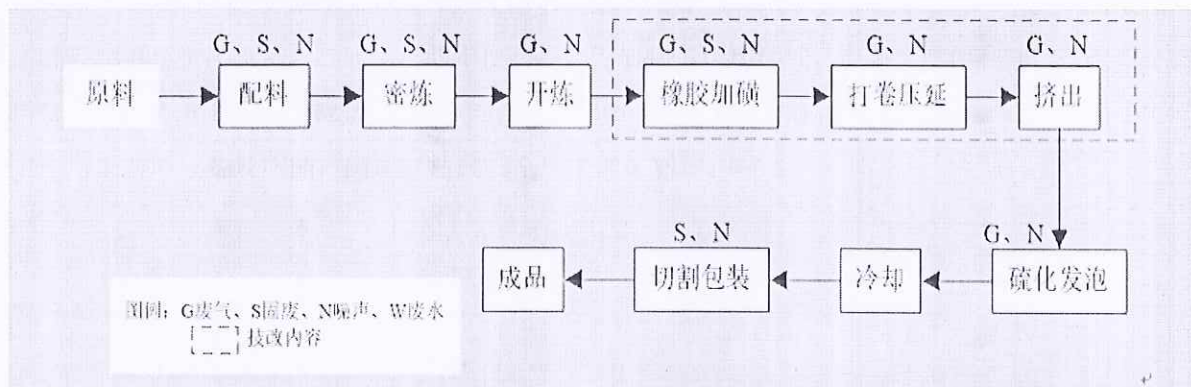 G、S、N G、S、N G、N G、S、N G、N G、N
原料 配料 密炼 开炼 橡胶加磺 打卷压延 挤出
S、N G、N
成品 切割包装 冷却 硫化发泡
图例：G废气、S固废、N噪声、W废水
技改内容